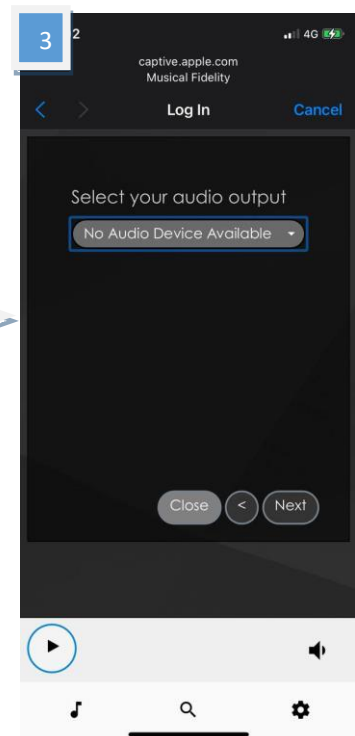 3
2
4G
captive.apple.com
Musical Fidelity
< > Log In Cancel
Select your audio output
No Audio Device Available
Close < Next